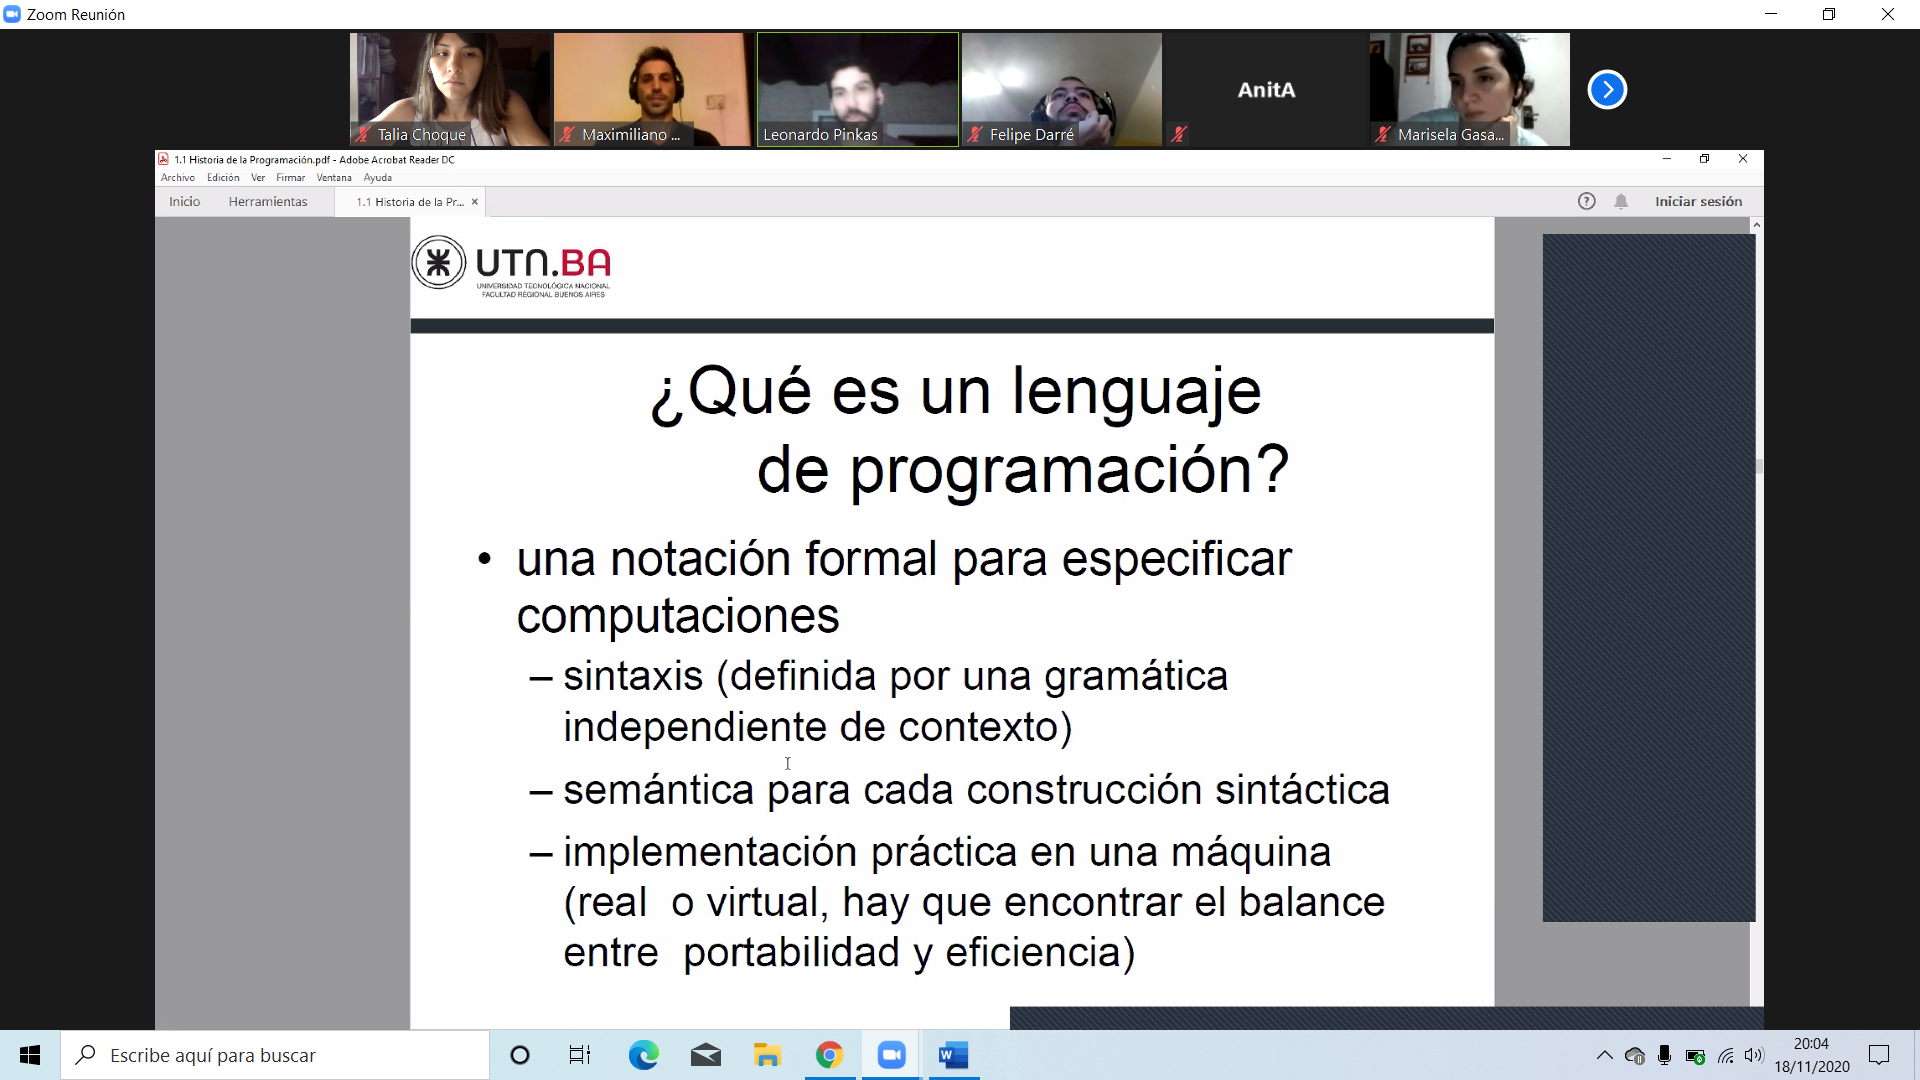 Zoom Reunión
Talia Choque
Maximiliano ...
Leonardo Pinkas
Felipe Darré
AnitA
Marisela Gasa...
1.1 Historia de la Programación.pdf - Adobe Acrobat Reader DC
Archivo Edición Ver Firmar Ventana Ayuda
Inicio Herramientas 1.1 Historia de la Pr... × Iniciar sesión
UTN.BA
UNIVERSIDAD TECNOLÓGICA NACIONAL
FACULTAD REGIONAL BUENOS AIRES
¿Qué es un lenguaje
de programación?
• una notación formal para especificar
computaciones
– sintaxis (definida por una gramática
independiente de contexto)
– semántica para cada construcción sintáctica
– implementación práctica en una máquina
(real o virtual, hay que encontrar el balance
entre portabilidad y eficiencia)
Escribe aquí para buscar
20:04
18/11/2020